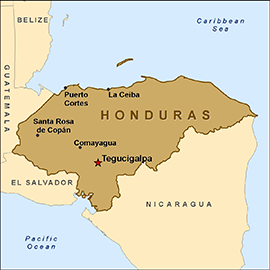 BELIZE
Caribbean
Sea
GUATEMALA
Puerto
Cortes
La Ceiba
HONDURAS
Santa Rosa
de Copán
Comayagua
Tegucigalpa
EL SALVADOR
NICARAGUA
Pacific
Ocean